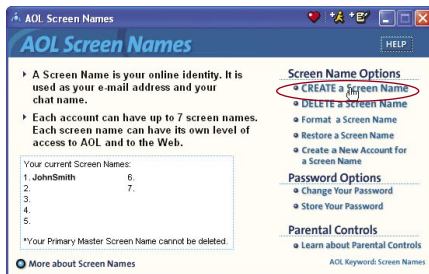 AOL Screen Names
AOL Screen Names
HELP
A Screen Name is your online identity. It is
used as your e-mail address and your
chat name.
Each account can have up to 7 screen names.
Each screen name can have its own level of
access to AOL and to the Web.
Your current Screen Names:
1. JohnSmith 6.
2. 7.
3.
4.
5.
*Your Primary Master Screen Name cannot be deleted.
More about Screen Names
Screen Name Options
CREATE a Screen Name
DELETE a Screen Name
Format a Screen Name
Restore a Screen Name
Create a New Account for
a Screen Name
Password Options
Change Your Password
Store Your Password
Parental Controls
Learn about Parental Controls
AOL Keyword: Screen Names